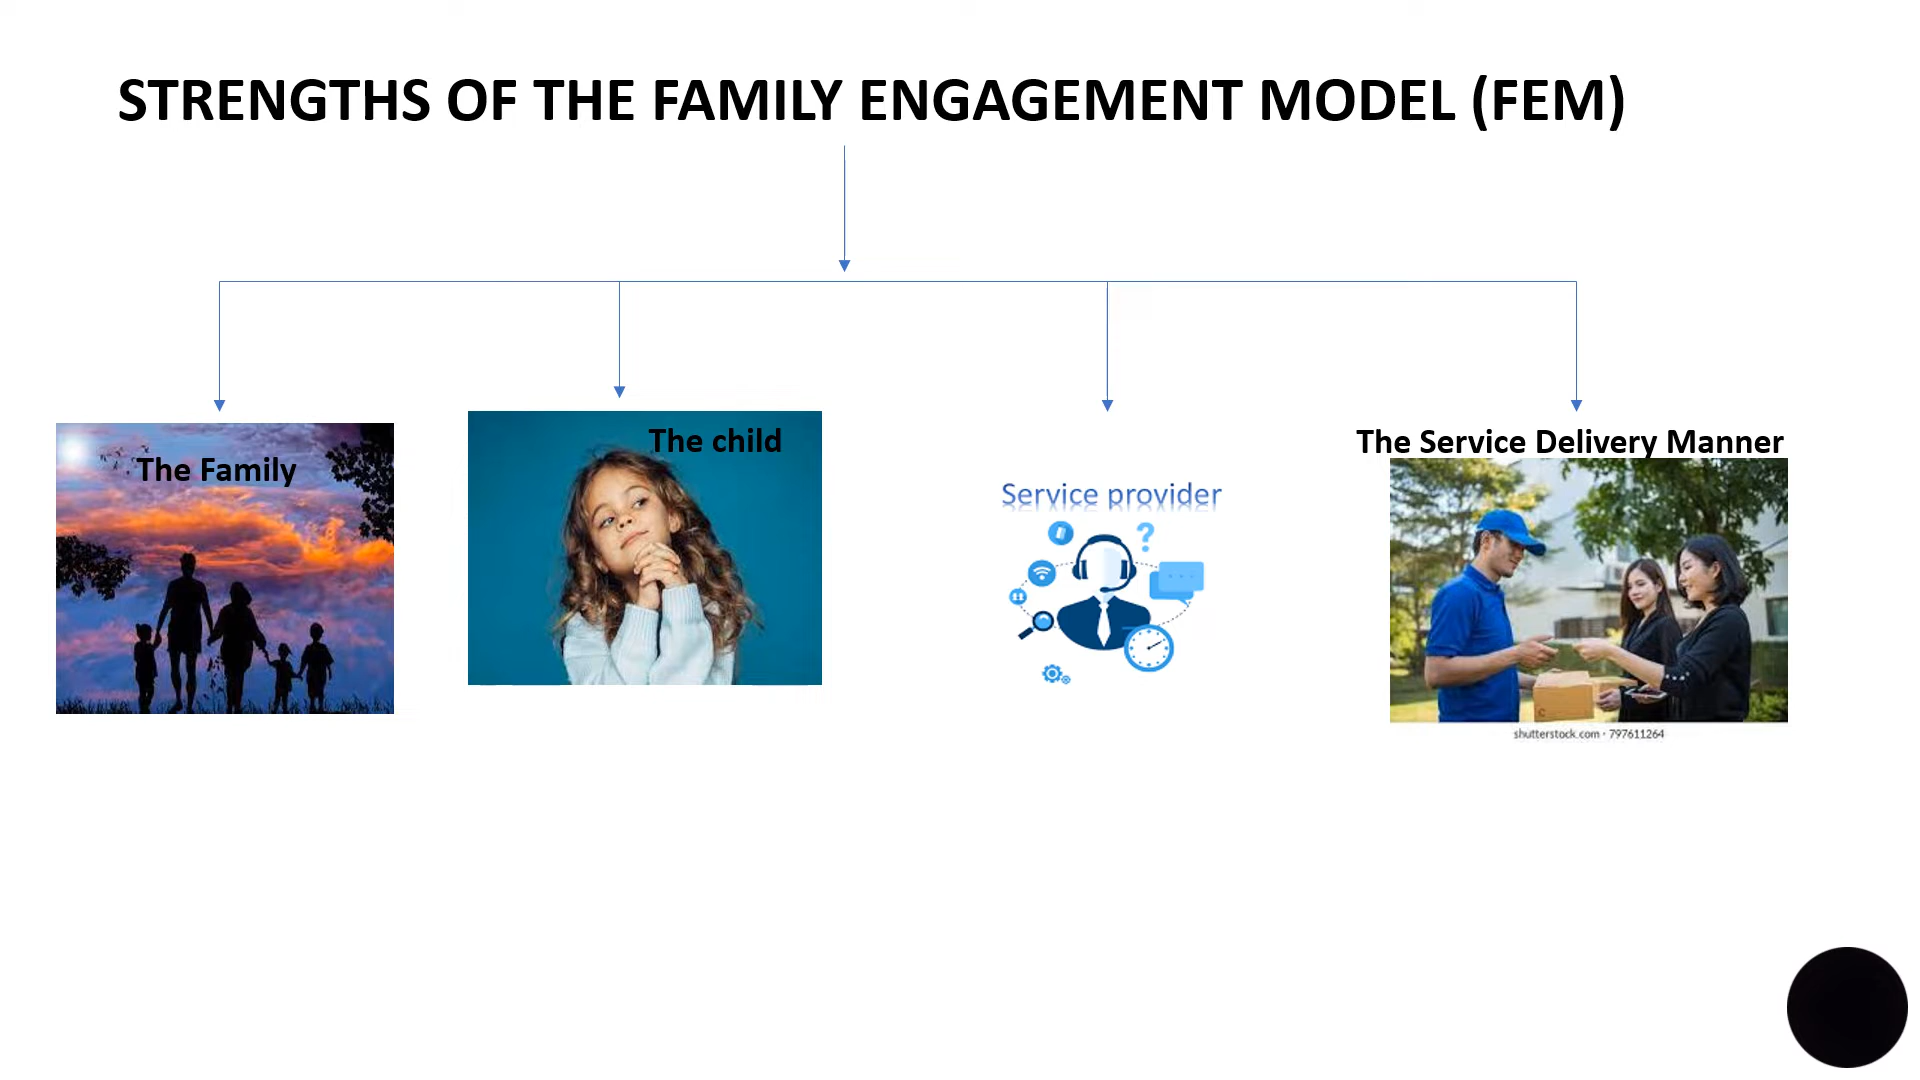 STRENGTHS OF THE FAMILY ENGAGEMENT MODEL (FEM)
The Family
The child
Service provider
The Service Delivery Manner
shutterstock.com · 797611264